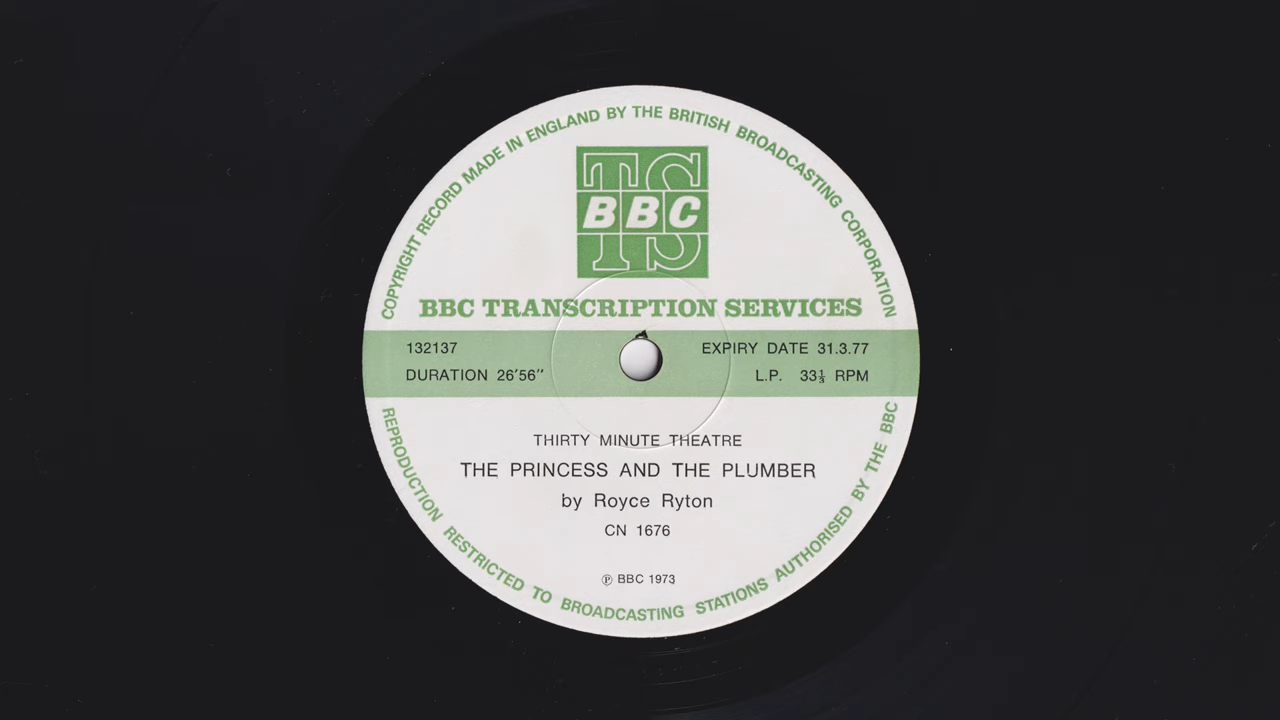 COPYRIGHT RECORD MADE IN ENGLAND BY THE BRITISH BROADCASTING CORPORATION
TS
BBC
TS
BBC TRANSCRIPTION SERVICES
132137
EXPIRY DATE 31.3.77
DURATION 26′56″
L.P. 33⅓ RPM
THIRTY MINUTE THEATRE
THE PRINCESS AND THE PLUMBER
by Royce Ryton
CN 1676
℗ BBC 1973
REPRODUCTION RESTRICTED TO BROADCASTING STATIONS AUTHORISED BY THE BBC